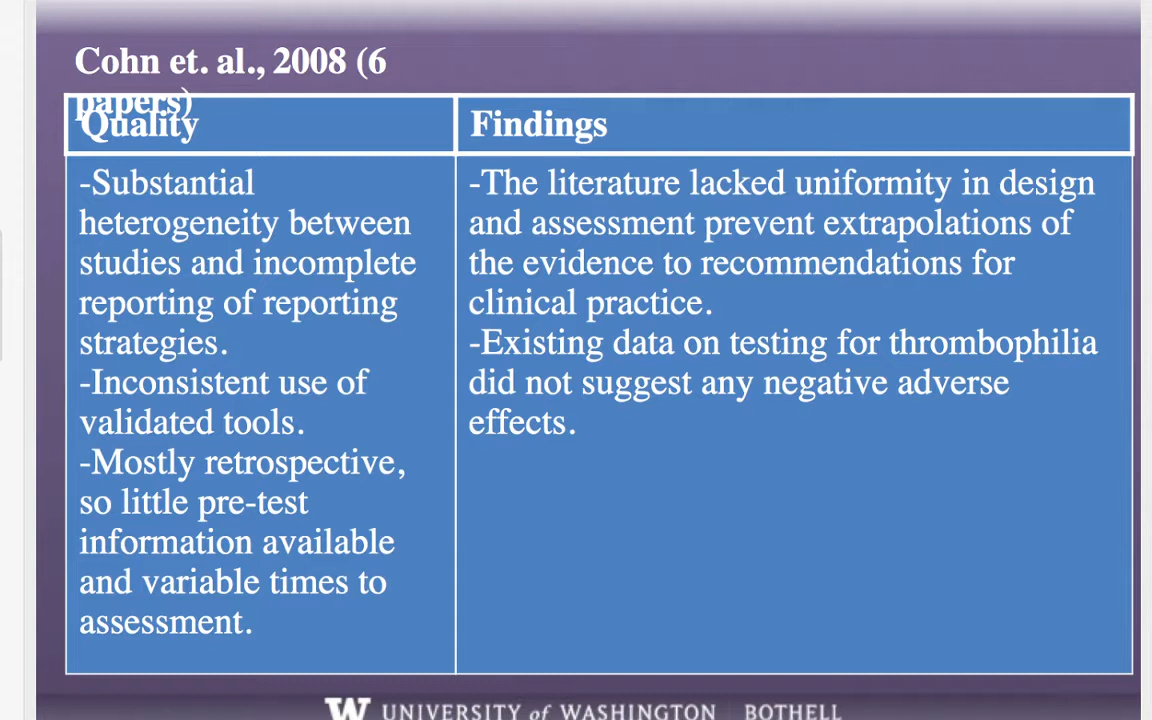 Cohn et. al., 2008 (6
papers)
Quality
Findings
-Substantial
heterogeneity between
studies and incomplete
reporting of reporting
strategies.
-Inconsistent use of
validated tools.
-Mostly retrospective,
so little pre-test
information available
and variable times to
assessment.
-The literature lacked uniformity in design
and assessment prevent extrapolations of
the evidence to recommendations for
clinical practice.
-Existing data on testing for thrombophilia
did not suggest any negative adverse
effects.
W UNIVERSITY of WASHINGTON BOTHELL